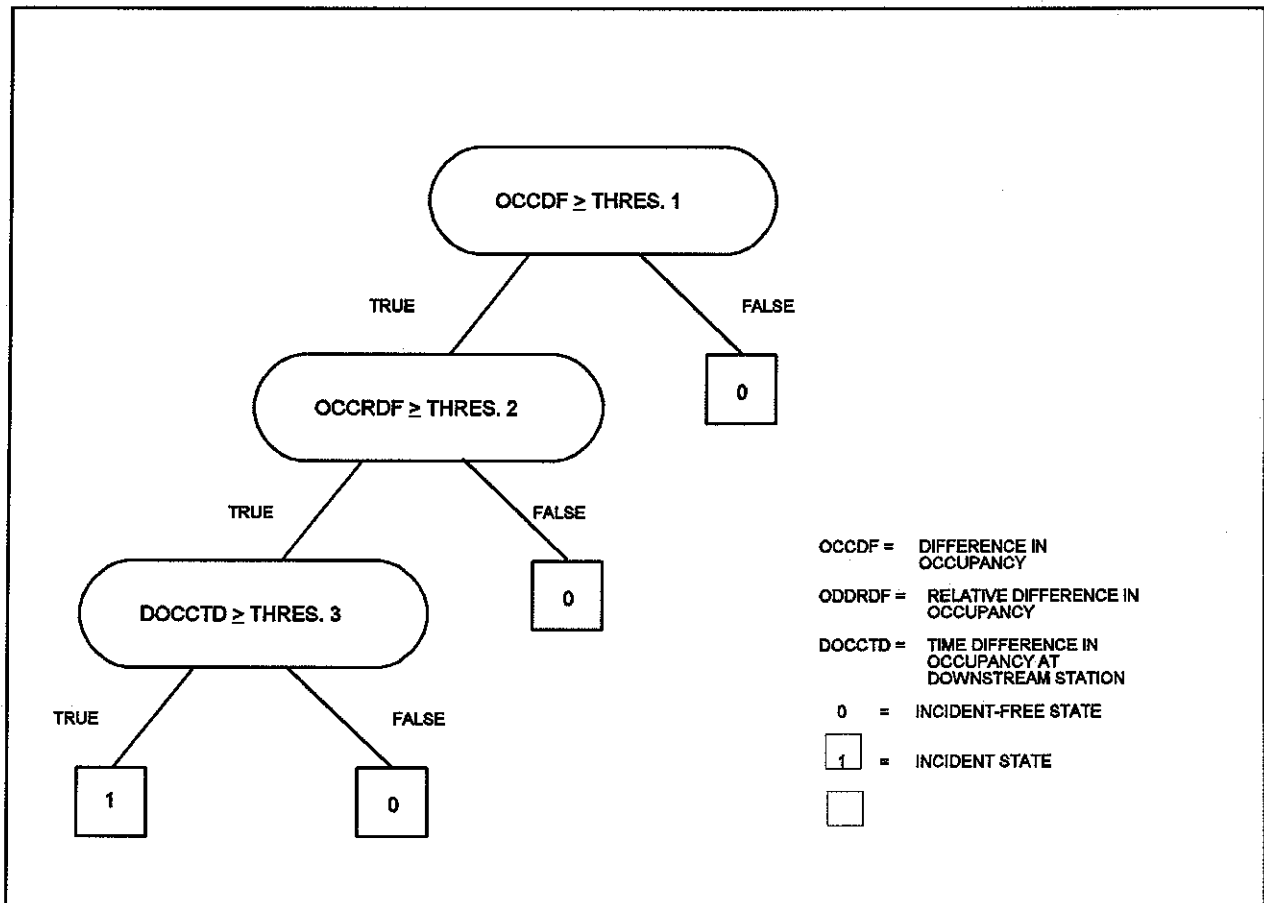 OCCDF ≥ THRES. 1
TRUE
FALSE
0
OCCRDF ≥ THRES. 2
TRUE
FALSE
0
DOCCTD ≥ THRES. 3
TRUE
FALSE
1
0
OCCDF = DIFFERENCE IN
OCCUPANCY
ODDRDF = RELATIVE DIFFERENCE IN
OCCUPANCY
DOCCTD = TIME DIFFERENCE IN
OCCUPANCY AT
DOWNSTREAM STATION
0 = INCIDENT-FREE STATE
1 = INCIDENT STATE